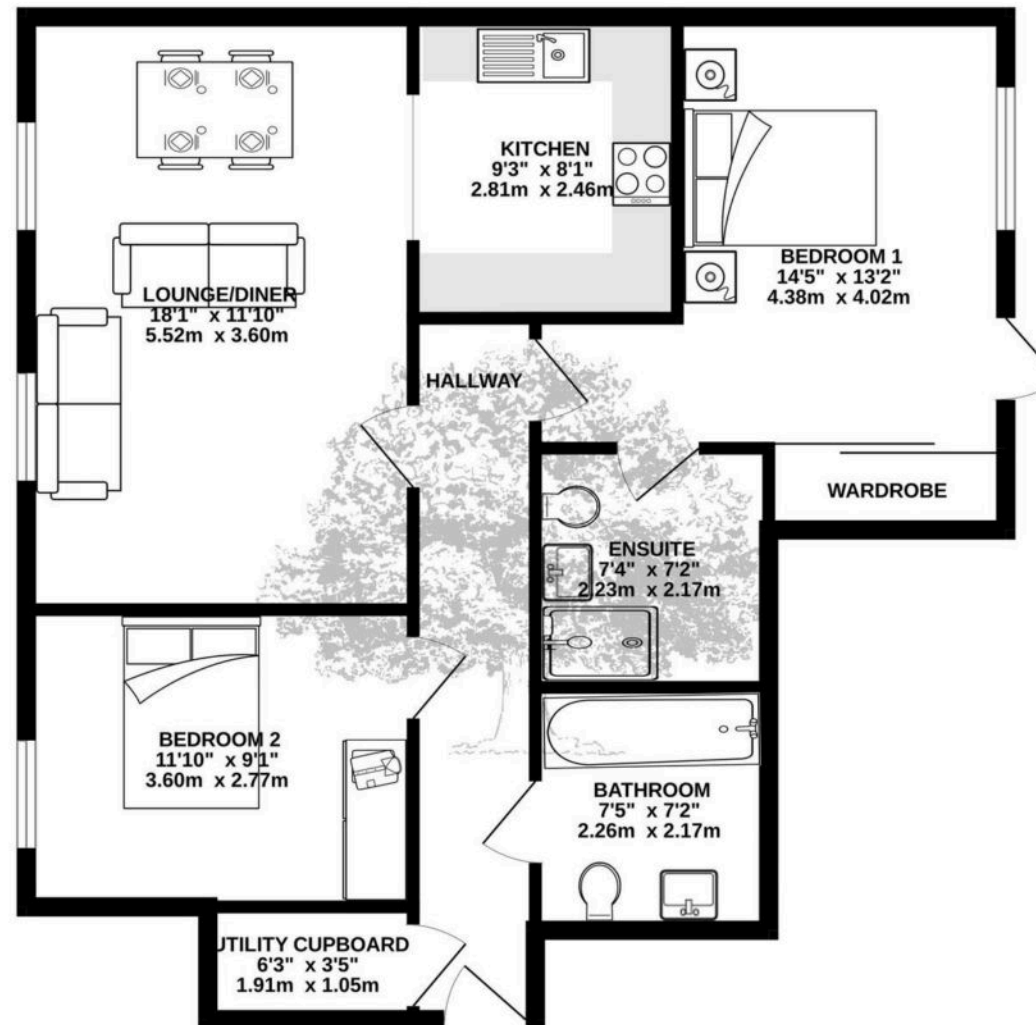 KITCHEN
9'3" x 8'1"
2.81m x 2.46m
BEDROOM 1
14'5" x 13'2"
4.38m x 4.02m
LOUNGE/DINER
18'1" x 11'10"
5.52m x 3.60m
HALLWAY
WARDROBE
ENSUITE
7'4" x 7'2"
2.23m x 2.17m
BEDROOM 2
11'10" x 9'1"
3.60m x 2.77m
BATHROOM
7'5" x 7'2"
2.26m x 2.17m
UTILITY CUPBOARD
6'3" x 3'5"
1.91m x 1.05m